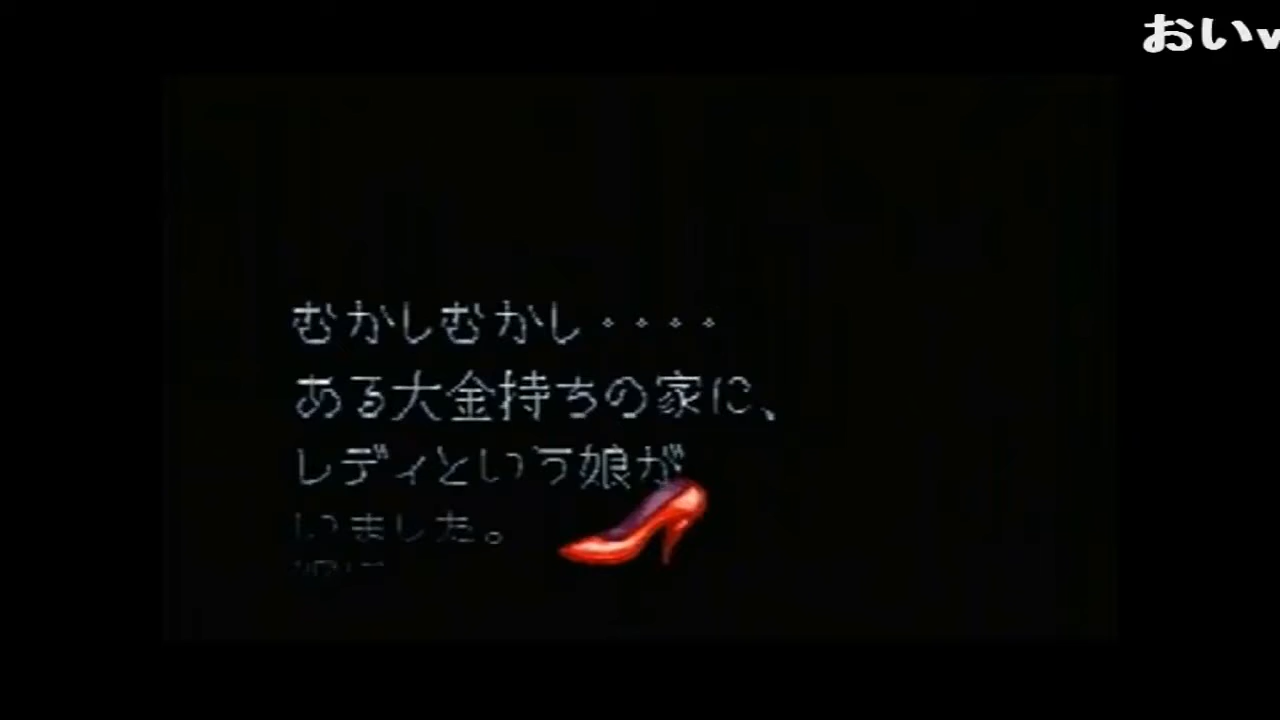 おいw
むかしむかし・・・・
ある大金持ちの家に、
レディという娘が
いました。